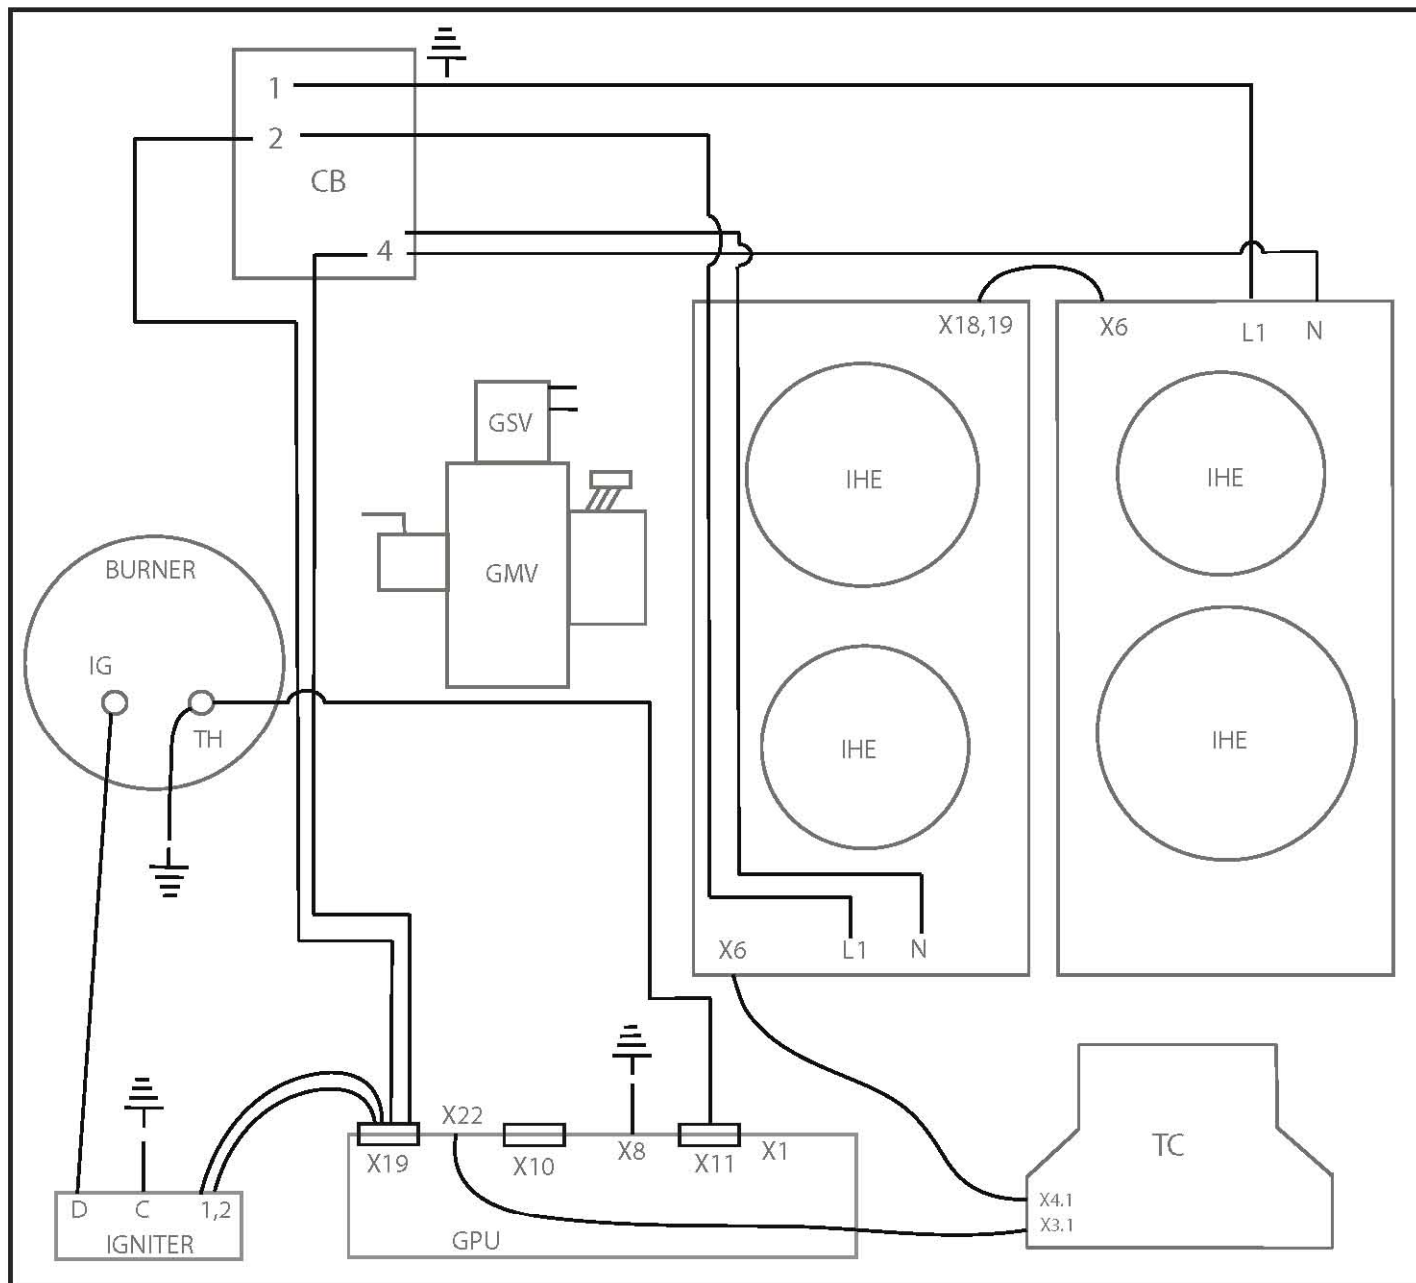 1
2
CB
4
X18,19
X6
L1
N
GSV
IHE
IHE
BURNER
GMV
IG
TH
IHE
IHE
X6
L1
N
X22
X19
X10
X8
X11
X1
TC
D
C
1,2
X4.1
X3.1
IGNITER
GPU